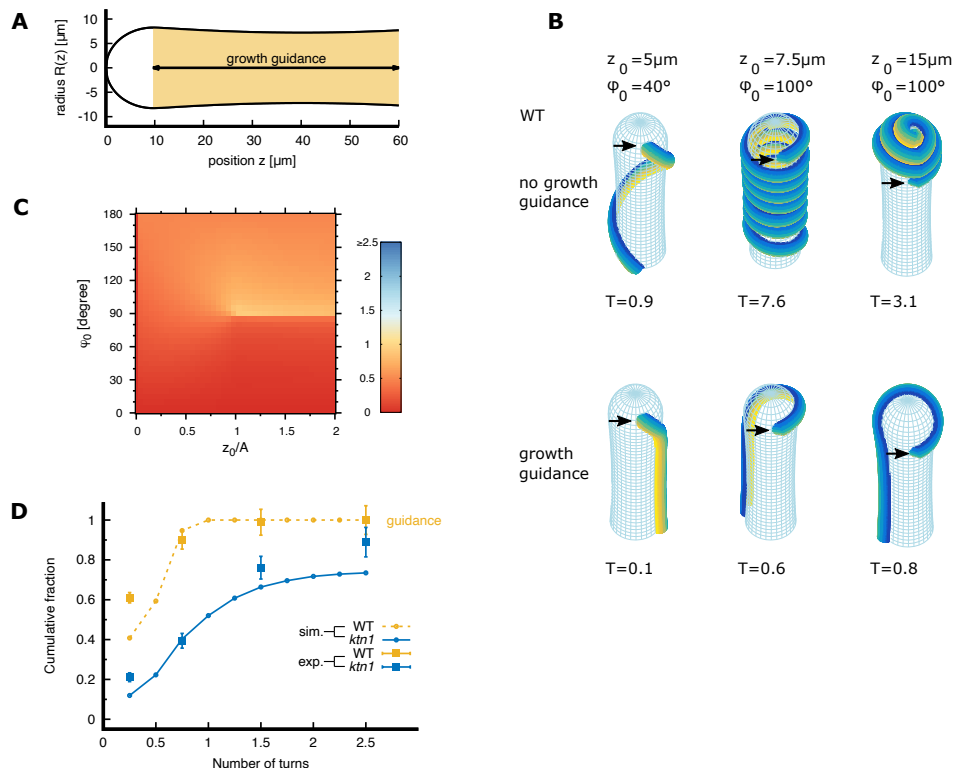 A
radius R(z) [µm]
10
5
0
-5
-10
growth guidance
0
10
20
30
40
50
60
position z [µm]
B
z0=5µm
φ0=40°
z0=7.5µm
φ0=100°
z0=15µm
φ0=100°
WT
no growth
guidance
T=0.9
T=7.6
T=3.1
growth
guidance
T=0.1
T=0.6
T=0.8
C
φ0 [degree]
180
150
120
90
60
30
0
0
0.5
1
1.5
2
z0/A
≥2.5
2
1.5
1
0.5
0
D
Cumulative fraction
1
0.8
0.6
0.4
0.2
0
0
0.5
1
1.5
2
2.5
Number of turns
guidance
sim.
WT
ktn1
exp.
WT
ktn1